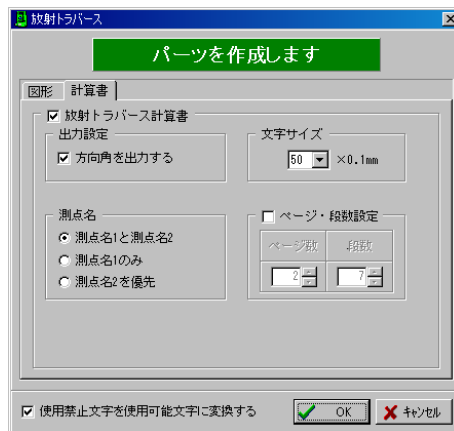 放射トラバース
パーツを作成します
図形 計算書
放射トラバース計算書
出力設定
方向角を出力する
文字サイズ
50 ×0.1mm
測点名
測点名1と測点名2
測点名1のみ
測点名2を優先
ページ・段数設定
ページ数 段数
2 7
使用禁止文字を使用可能文字に変換する
OK キャンセル